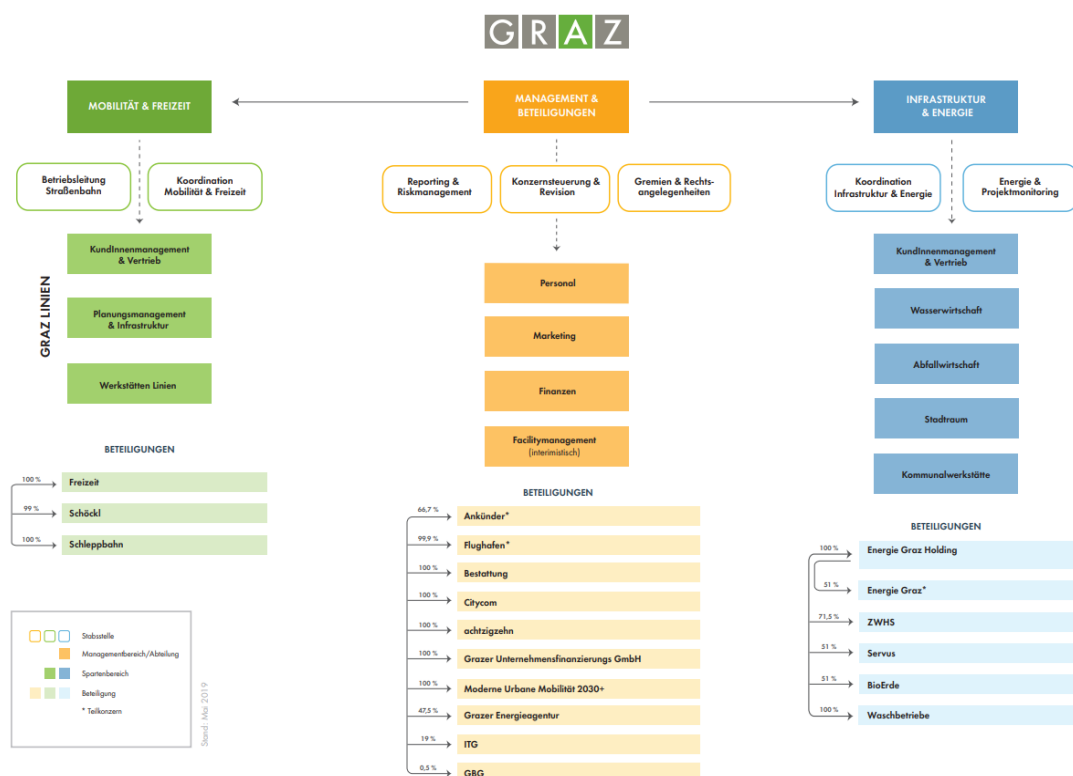 GRAZ
MOBILITÄT & FREIZEIT
MANAGEMENT &
BETEILIGUNGEN
INFRASTRUKTUR
& ENERGIE
Betriebsleitung
Straßenbahn
Koordination
Mobilität & Freizeit
Reporting &
Riskmanagement
Konzernsteuerung &
Revision
Gremien & Rechts-
angelegenheiten
Koordination
Infrastruktur & Energie
Energie &
Projektmonitoring
GRAZ LINIEN
KundInnenmanagement
& Vertrieb
Planungsmanagement
& Infrastruktur
Werkstätten Linien
BETEILIGUNGEN
100 %
Freizeit
99 %
Schöckl
100%
Schleppbahn
Personal
Marketing
Finanzen
Facilitymanagement
(interimistisch)
BETEILIGUNGEN
66,7 %
Ankünder*
99,9 %
Flughafen*
100 %
Bestattung
100 %
Citycom
100 %
achtzigzehn
100 %
Grazer Unternehmensfinanzierungs GmbH
100 %
Moderne Urbane Mobilität 2030+
47,5 %
Grazer Energieagentur
19 %
ITG
0,5 %
GBG
KundInnenmanagement
& Vertrieb
Wasserwirtschaft
Abfallwirtschaft
Stadtraum
Kommunalwerkstätte
BETEILIGUNGEN
100 %
Energie Graz Holding
51 %
Energie Graz*
71,5 %
ZWHS
51 %
Servus
51 %
BioErde
100 %
Waschbetriebe
Stabsstelle
Managementbereich/Abteilung
Spartenbereich
Beteiligung
* Teilkonzern
Stand: Mai 2019